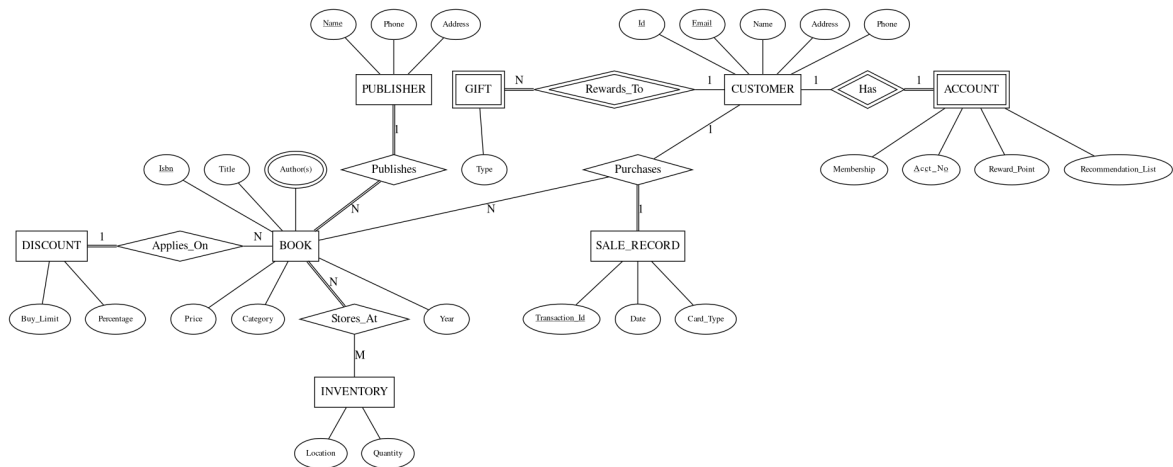 Name
Phone
Address
Id
Email
Name
Address
Phone
PUBLISHER
GIFT
N
Rewards_To
1
CUSTOMER
1
Has
1
ACCOUNT
1
1
Isbn
Title
Author(s)
Publishes
Type
Purchases
Membership
Acct_No
Reward_Point
Recommendation_List
N
N
1
DISCOUNT
1
Applies_On
N
BOOK
SALE_RECORD
N
Buy_Limit
Percentage
Price
Category
Stores_At
Year
Transaction_Id
Date
Card_Type
M
INVENTORY
Location
Quantity